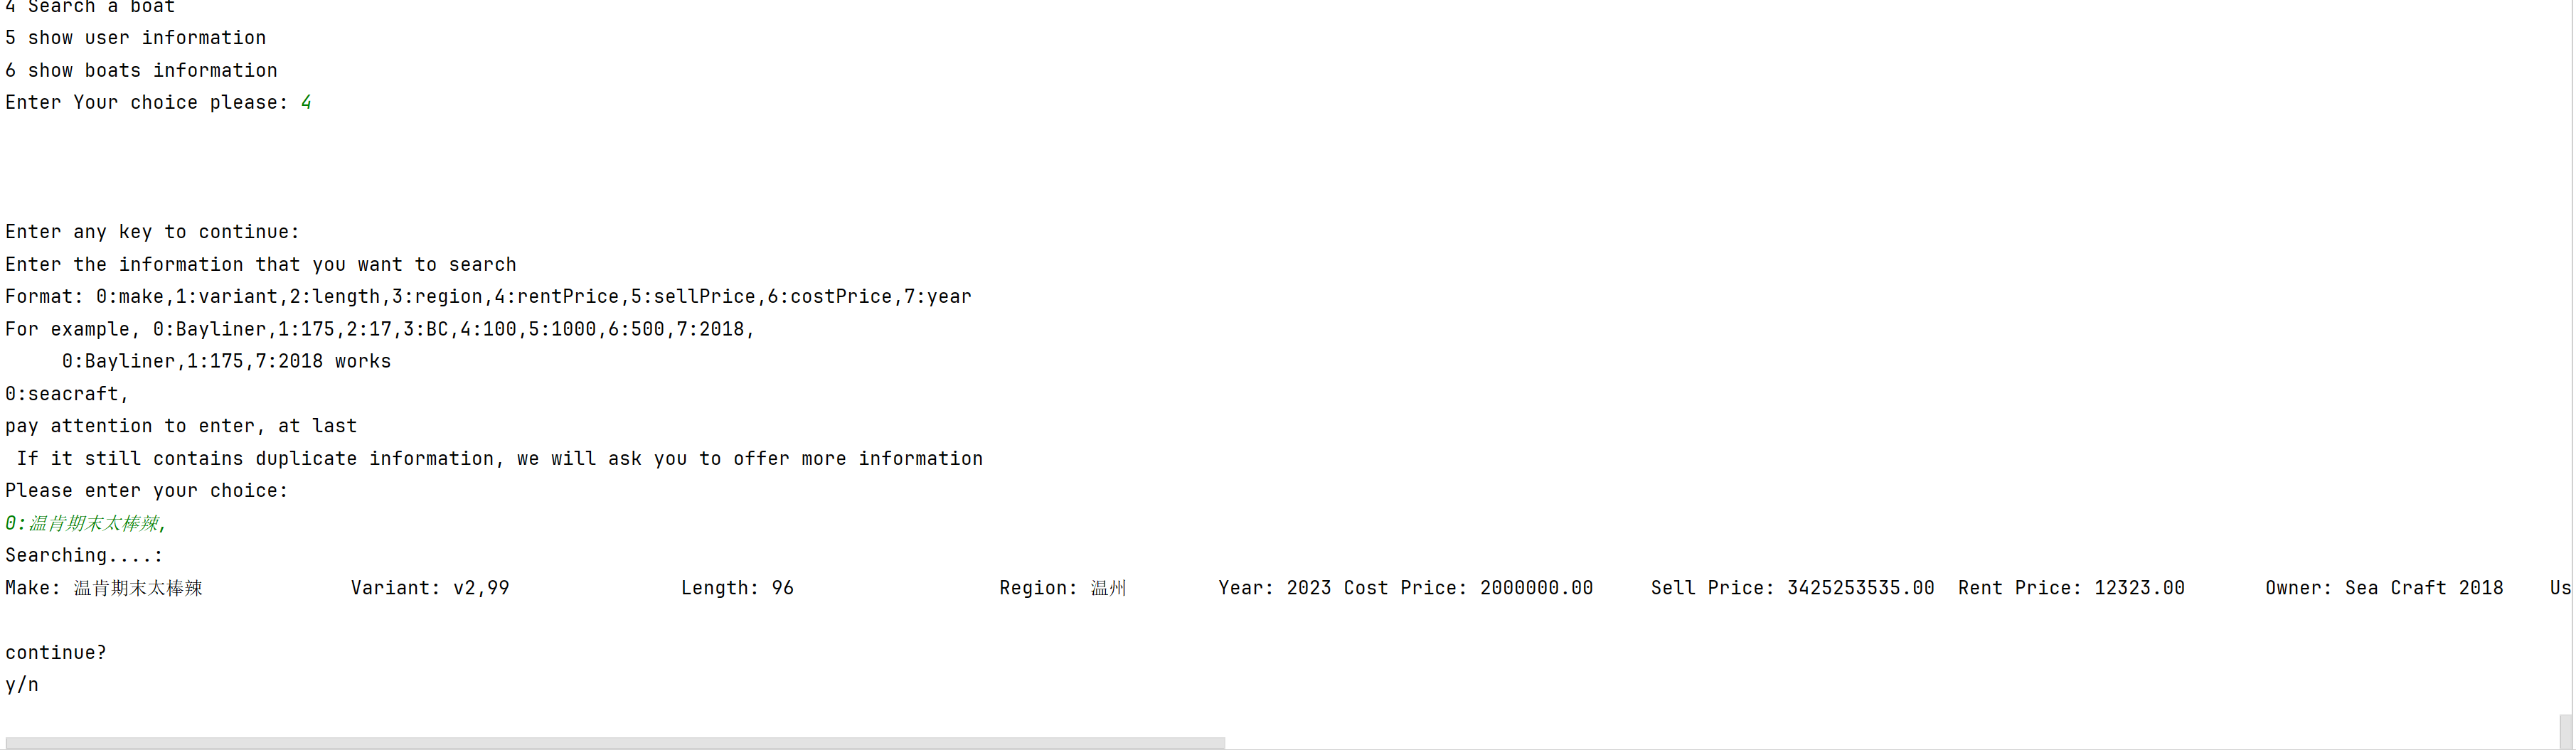 4 Search a boat
5 show user information
6 show boats information
Enter Your choice please: 4
Enter any key to continue:
Enter the information that you want to search
Format: 0:make,1:variant,2:length,3:region,4:rentPrice,5:sellPrice,6:costPrice,7:year
For example, 0:Bayliner,1:175,2:17,3:BC,4:100,5:1000,6:500,7:2018,
0:Bayliner,1:175,7:2018 works
0:seacraft,
pay attention to enter, at last
If it still contains duplicate information, we will ask you to offer more information
Please enter your choice:
0:温肯期末太棒辣,
Searching....:
Make: 温肯期末太棒辣 Variant: v2,99 Length: 96 Region: 温州 Year: 2023 Cost Price: 2000000.00 Sell Price: 3425253535.00 Rent Price: 12323.00 Owner: Sea Craft 2018 Us
continue?
y/n